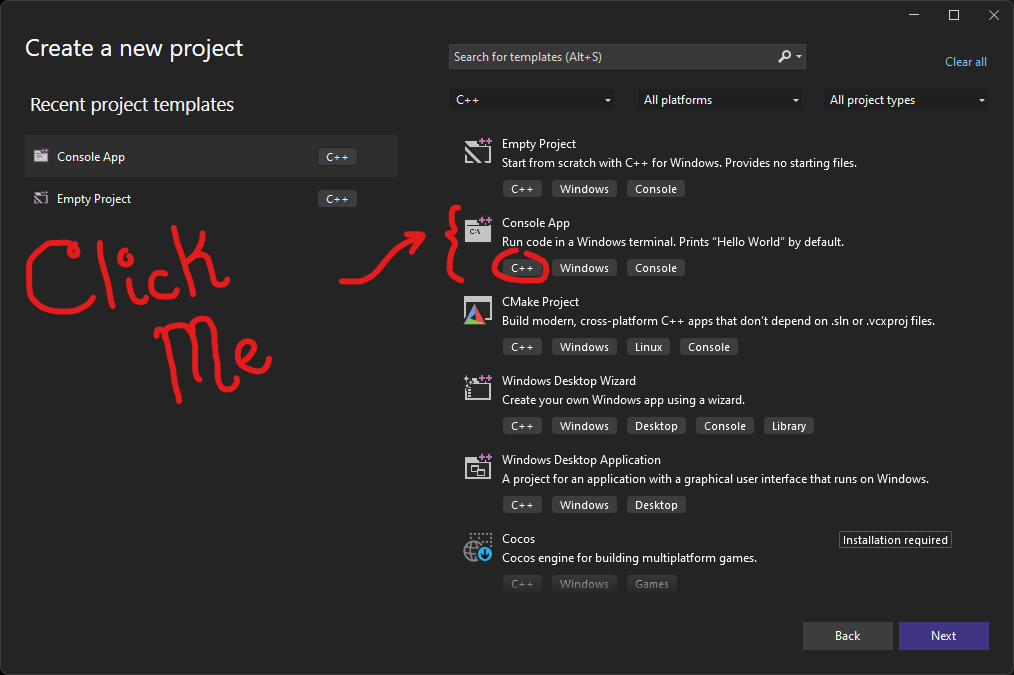 Create a new project
Search for templates (Alt+S)
Clear all
Recent project templates
C++
All platforms
All project types
Console App C++
Empty Project C++
Click
Me
Empty Project
Start from scratch with C++ for Windows. Provides no starting files.
C++ Windows Console
C:\
Console App
Run code in a Windows terminal. Prints "Hello World" by default.
C++ Windows Console
CMake Project
Build modern, cross-platform C++ apps that don't depend on .sln or .vcxproj files.
C++ Windows Linux Console
Windows Desktop Wizard
Create your own Windows app using a wizard.
C++ Windows Desktop Console Library
Windows Desktop Application
A project for an application with a graphical user interface that runs on Windows.
C++ Windows Desktop
Cocos
Installation required
Cocos engine for building multiplatform games.
C++ Windows Games
Back
Next